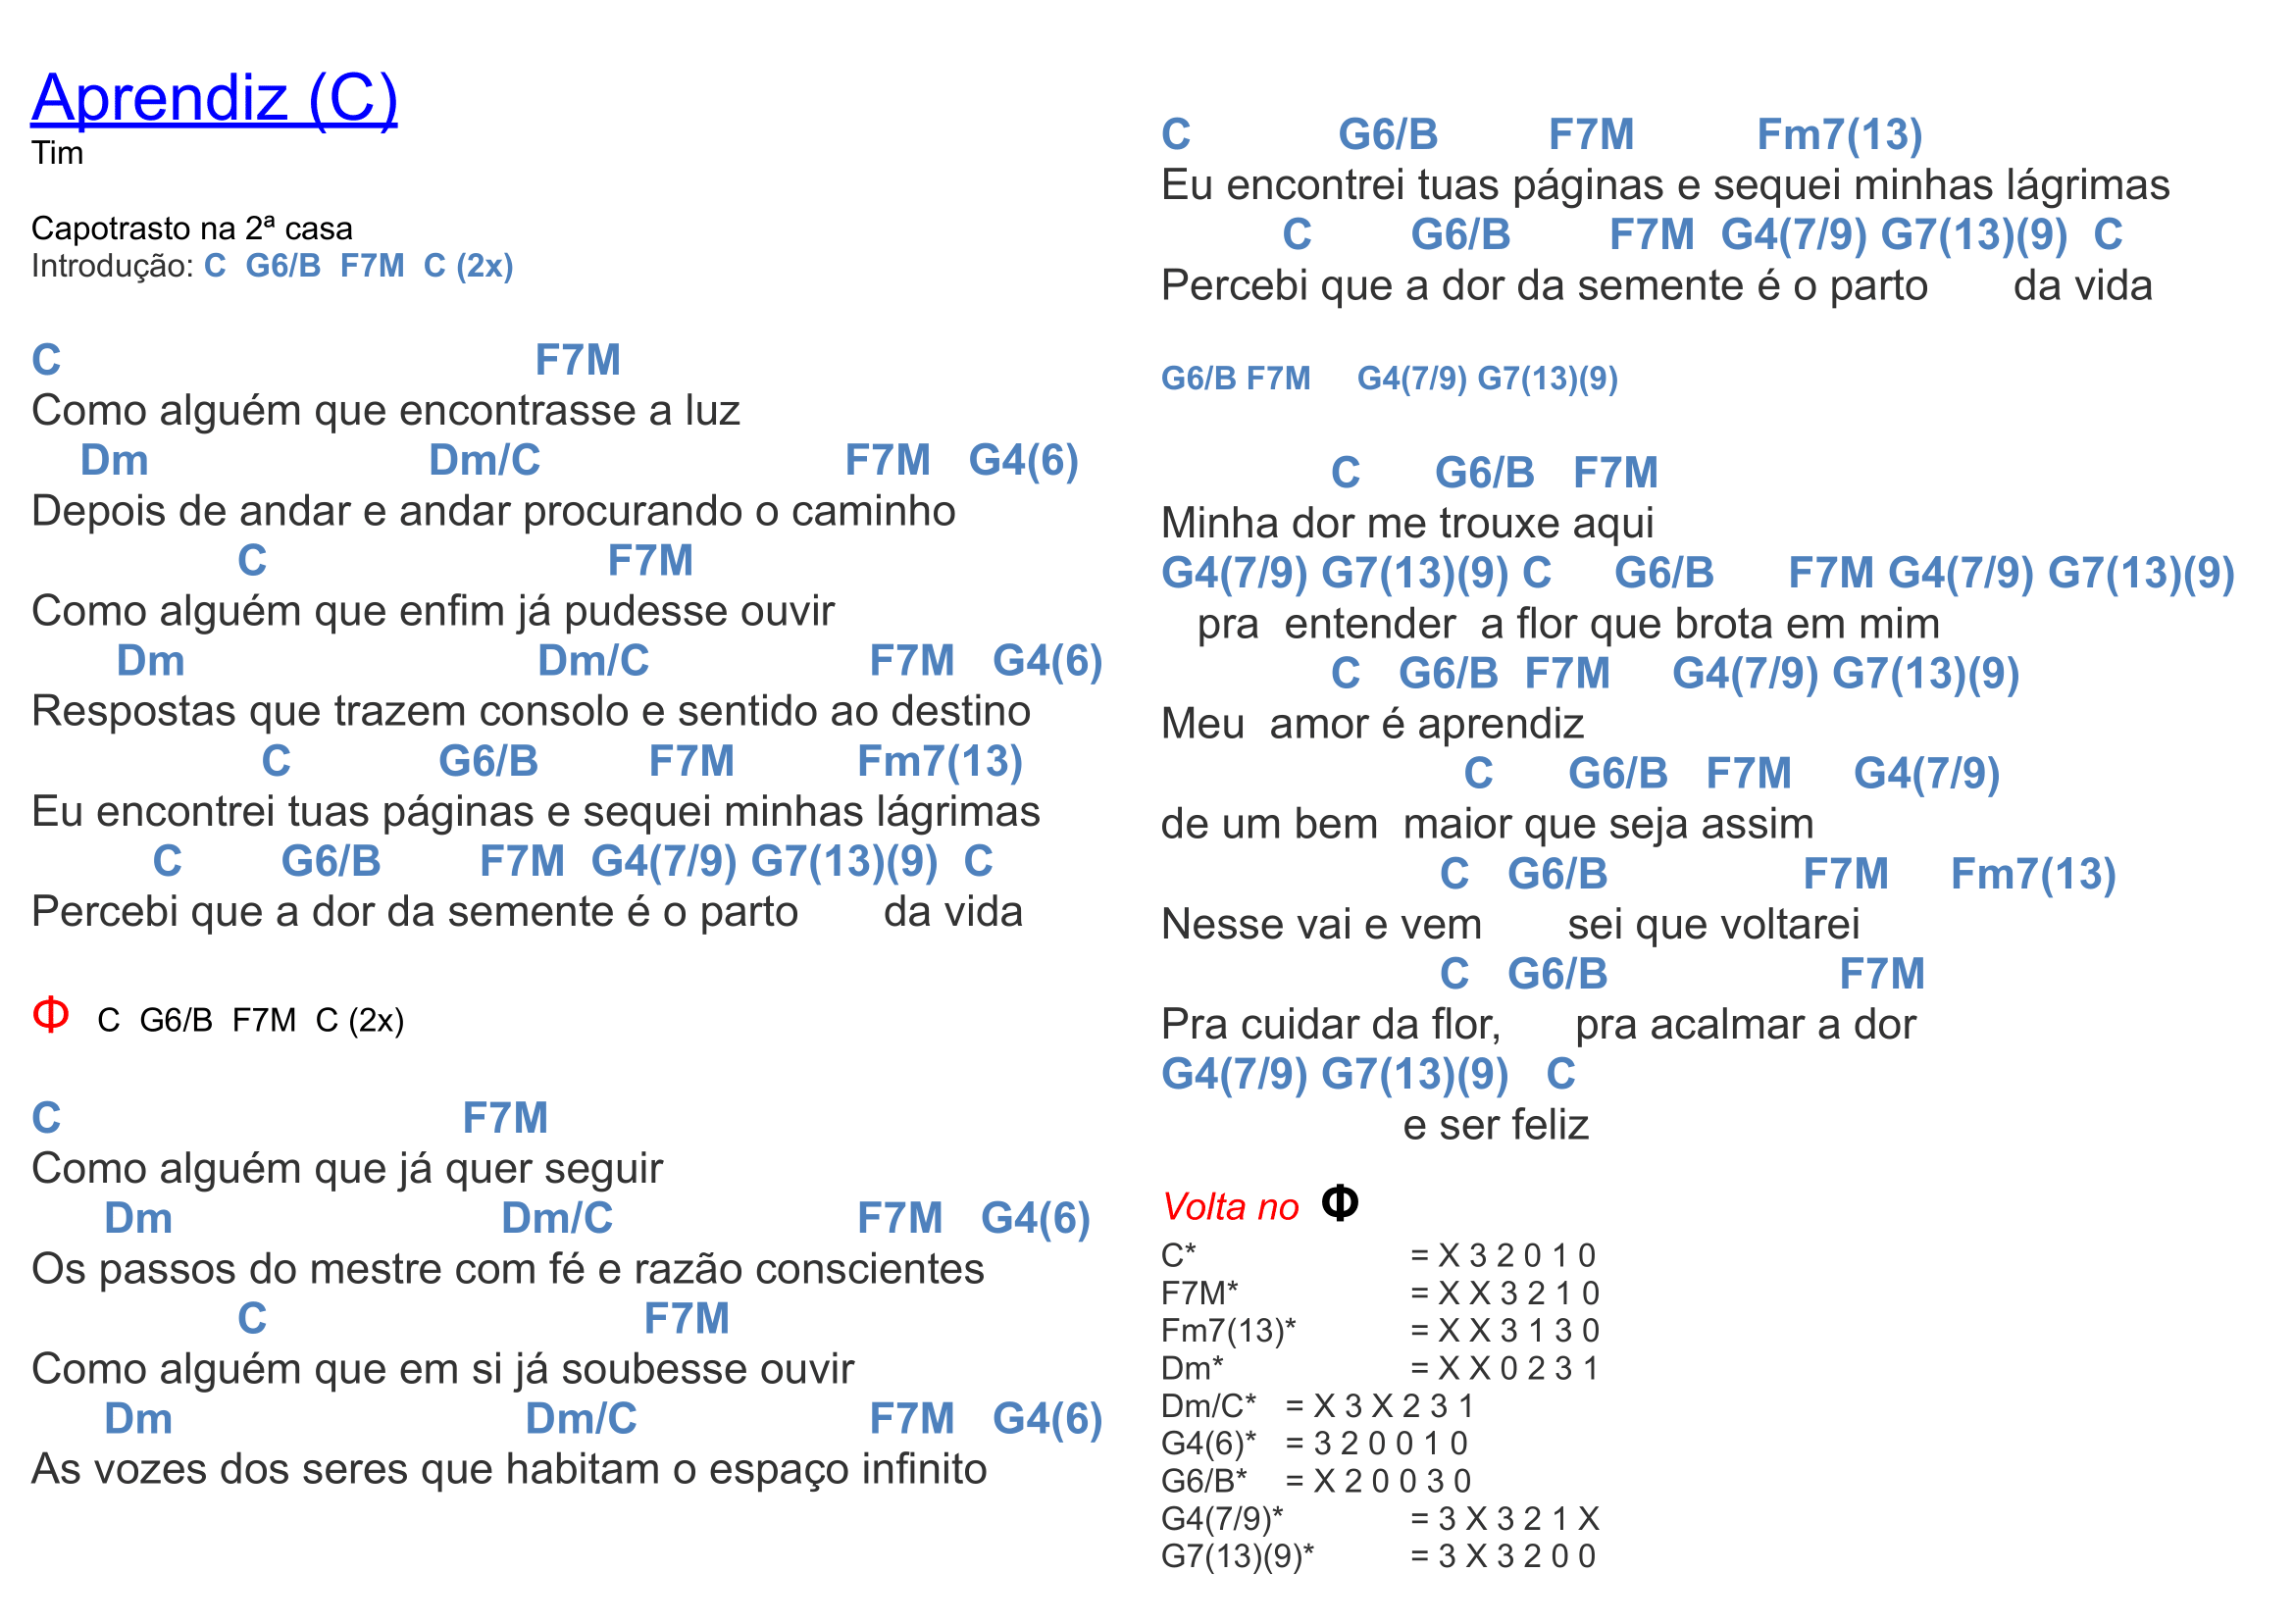 Aprendiz (C)
Tim
Capotrasto na 2ª casa
Introdução: C G6/B F7M C (2x)
C F7M
Como alguém que encontrasse a luz
Dm Dm/C F7M G4(6)
Depois de andar e andar procurando o caminho
C F7M
Como alguém que enfim já pudesse ouvir
Dm Dm/C F7M G4(6)
Respostas que trazem consolo e sentido ao destino
C G6/B F7M Fm7(13)
Eu encontrei tuas páginas e sequei minhas lágrimas
C G6/B F7M G4(7/9) G7(13)(9) C
Percebi que a dor da semente é o parto da vida
Φ C G6/B F7M C (2x)
C F7M
Como alguém que já quer seguir
Dm Dm/C F7M G4(6)
Os passos do mestre com fé e razão conscientes
C F7M
Como alguém que em si já soubesse ouvir
Dm Dm/C F7M G4(6)
As vozes dos seres que habitam o espaço infinito
C G6/B F7M Fm7(13)
Eu encontrei tuas páginas e sequei minhas lágrimas
C G6/B F7M G4(7/9) G7(13)(9) C
Percebi que a dor da semente é o parto da vida
G6/B F7M G4(7/9) G7(13)(9)
C G6/B F7M
Minha dor me trouxe aqui
G4(7/9) G7(13)(9) C G6/B F7M G4(7/9) G7(13)(9)
pra entender a flor que brota em mim
C G6/B F7M G4(7/9) G7(13)(9)
Meu amor é aprendiz
C G6/B F7M G4(7/9)
de um bem maior que seja assim
C G6/B F7M Fm7(13)
Nesse vai e vem sei que voltarei
C G6/B F7M
Pra cuidar da flor, pra acalmar a dor
G4(7/9) G7(13)(9) C
e ser feliz
Volta no Φ
C* = X 3 2 0 1 0
F7M* = X X 3 2 1 0
Fm7(13)* = X X 3 1 3 0
Dm* = X X 0 2 3 1
Dm/C* = X 3 X 2 3 1
G4(6)* = 3 2 0 0 1 0
G6/B* = X 2 0 0 3 0
G4(7/9)* = 3 X 3 2 1 X
G7(13)(9)* = 3 X 3 2 0 0